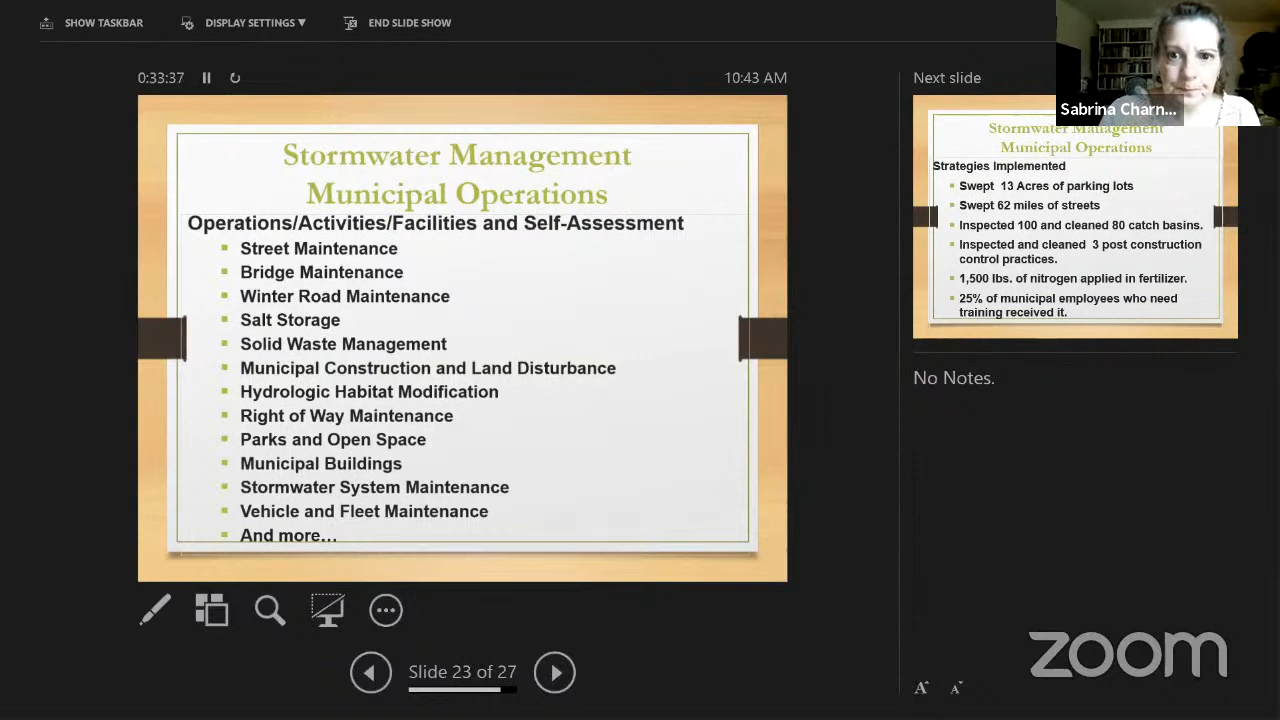 SHOW TASKBAR
DISPLAY SETTINGS ▼
END SLIDE SHOW
0:33:37
10:43 AM
Stormwater Management
Municipal Operations
Operations/Activities/Facilities and Self-Assessment
Street Maintenance
Bridge Maintenance
Winter Road Maintenance
Salt Storage
Solid Waste Management
Municipal Construction and Land Disturbance
Hydrologic Habitat Modification
Right of Way Maintenance
Parks and Open Space
Municipal Buildings
Stormwater System Maintenance
Vehicle and Fleet Maintenance
And more…
Slide 23 of 27
Next slide
Sabrina Charn...
Stormwater Management
Municipal Operations
Strategies Implemented
Swept 13 Acres of parking lots
Swept 62 miles of streets
Inspected 100 and cleaned 80 catch basins.
Inspected and cleaned 3 post construction
control practices.
1,500 lbs. of nitrogen applied in fertilizer.
25% of municipal employees who need
training received it.
No Notes.
A A
zoom